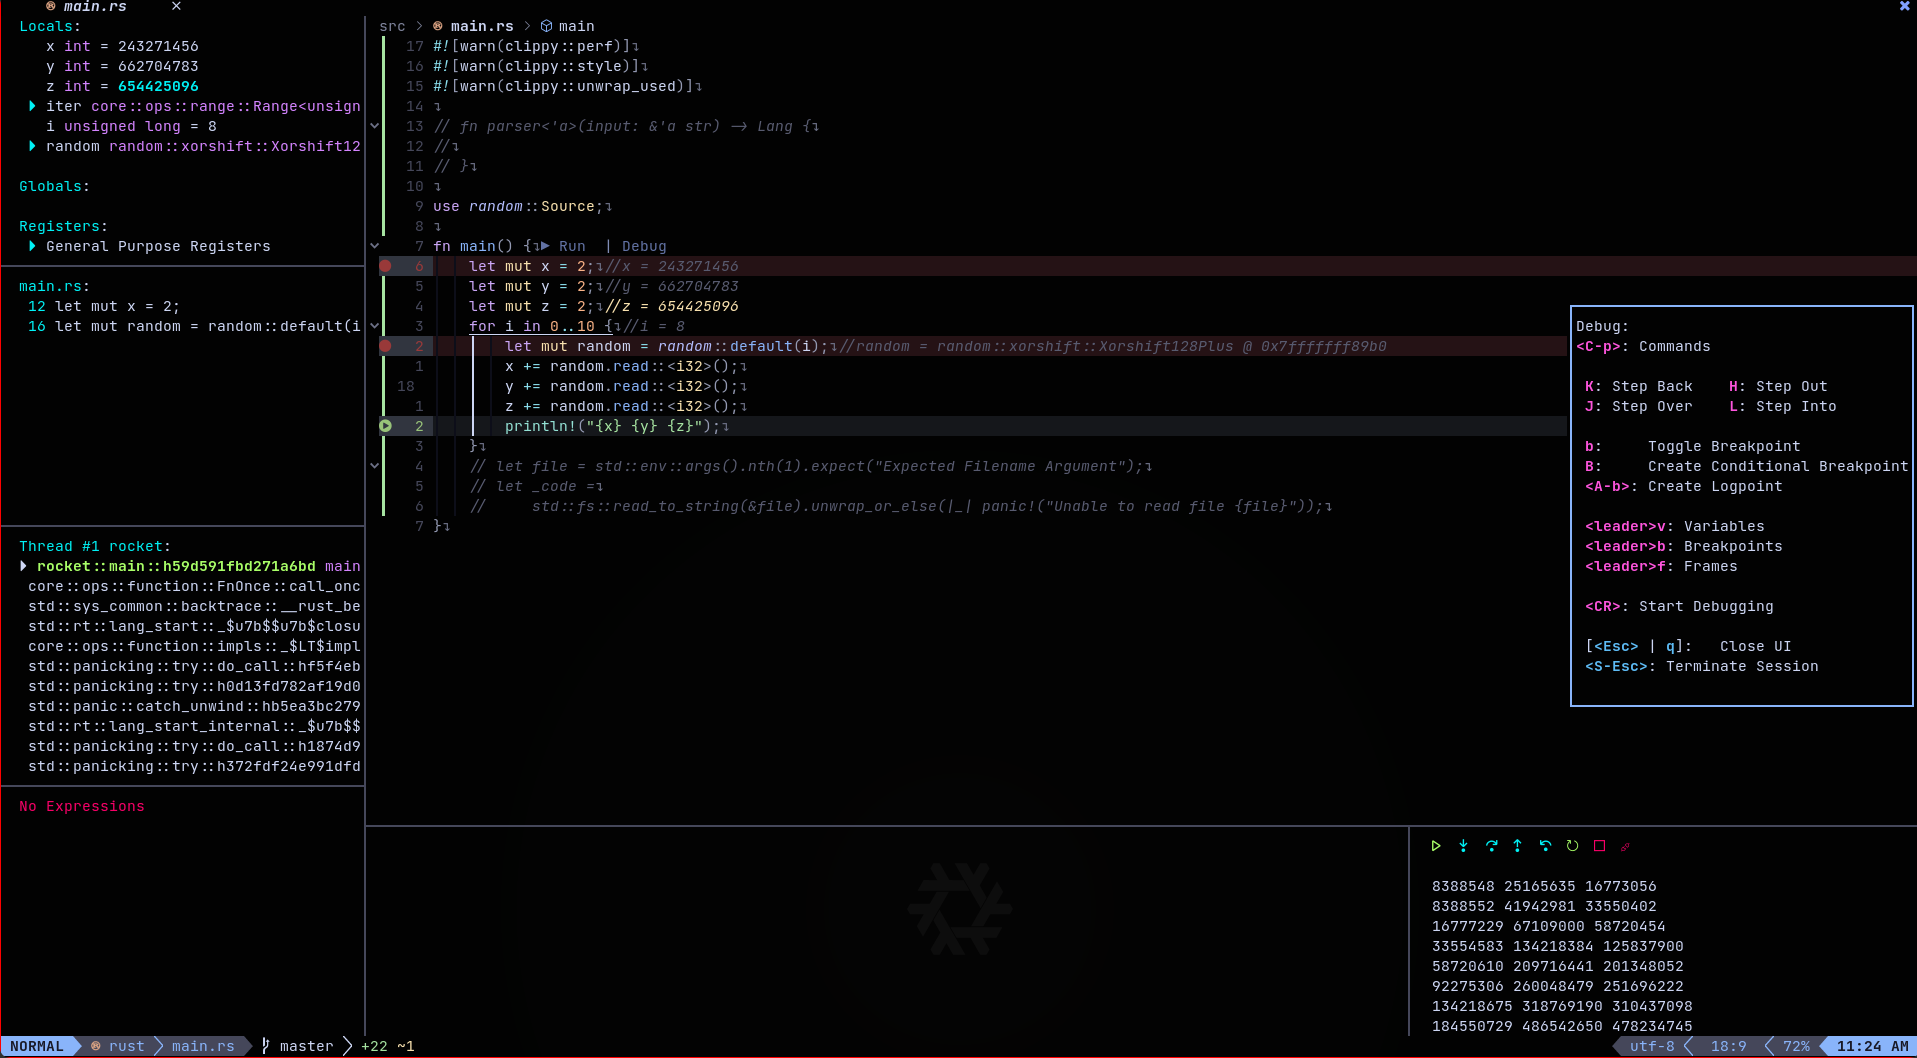 main.rs ×
Locals:
x int = 243271456
y int = 662704783
z int = 654425096
iter core::ops::range::Range<unsign
i unsigned long = 8
random random::xorshift::Xorshift12
Globals:
Registers:
General Purpose Registers
main.rs:
12 let mut x = 2;
16 let mut random = random::default(i
Thread #1 rocket:
rocket::main::h59d591fbd271a6bd main
core::ops::function::FnOnce::call_onc
std::sys_common::backtrace::__rust_be
std::rt::lang_start::_$u7b$$u7b$closu
core::ops::function::impls::_$LT$impl
std::panicking::try::do_call::hf5f4eb
std::panicking::try::h0d13fd782af19d0
std::panic::catch_unwind::hb5ea3bc279
std::rt::lang_start_internal::_$u7b$$
std::panicking::try::do_call::h1874d9
std::panicking::try::h372fdf24e991dfd
No Expressions
src > main.rs > main
17 #![warn(clippy::perf)]
16 #![warn(clippy::style)]
15 #![warn(clippy::unwrap_used)]
14
13 // fn parser<'a>(input: &'a str) -> Lang {
12 //
11 // }
10
9 use random::Source;
8
7 fn main() { Run | Debug
6 let mut x = 2; //x = 243271456
5 let mut y = 2; //y = 662704783
4 let mut z = 2; //z = 654425096
3 for i in 0..10 { //i = 8
2 let mut random = random::default(i); //random = random::xorshift::Xorshift128Plus @ 0x7fffffff89b0
1 x += random.read::<i32>();
18 y += random.read::<i32>();
1 z += random.read::<i32>();
2 println!("{x} {y} {z}");
3 }
4 // let file = std::env::args().nth(1).expect("Expected Filename Argument");
5 // let _code =
6 // std::fs::read_to_string(&file).unwrap_or_else(|_| panic!("Unable to read file {file}"));
7 }
Debug:
<C-p>: Commands
K: Step Back H: Step Out
J: Step Over L: Step Into
b: Toggle Breakpoint
B: Create Conditional Breakpoint
<A-b>: Create Logpoint
<leader>v: Variables
<leader>b: Breakpoints
<leader>f: Frames
<CR>: Start Debugging
[<Esc> | q]: Close UI
<S-Esc>: Terminate Session
8388548 25165635 16773056
8388552 41942981 33550402
16777229 67109000 58720454
33554583 134218384 125837900
58720610 209716441 201348052
92275306 260048479 251696222
134218675 318769190 310437098
184550729 486542650 478234745
NORMAL rust main.rs master +22 ~1 utf-8 18:9 72% 11:24 AM